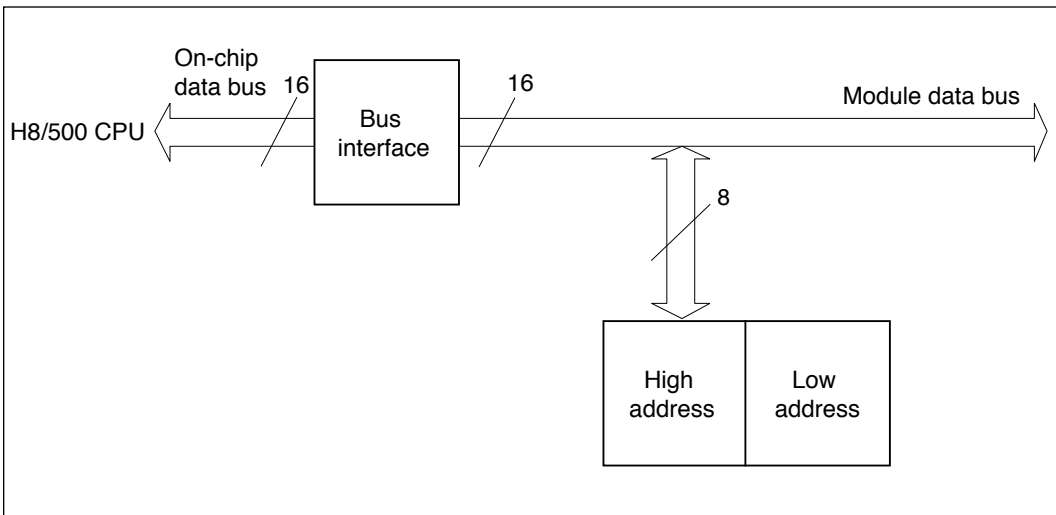 On-chip
data bus
16
16
Module data bus
H8/500 CPU
Bus
interface
8
High
address
Low
address